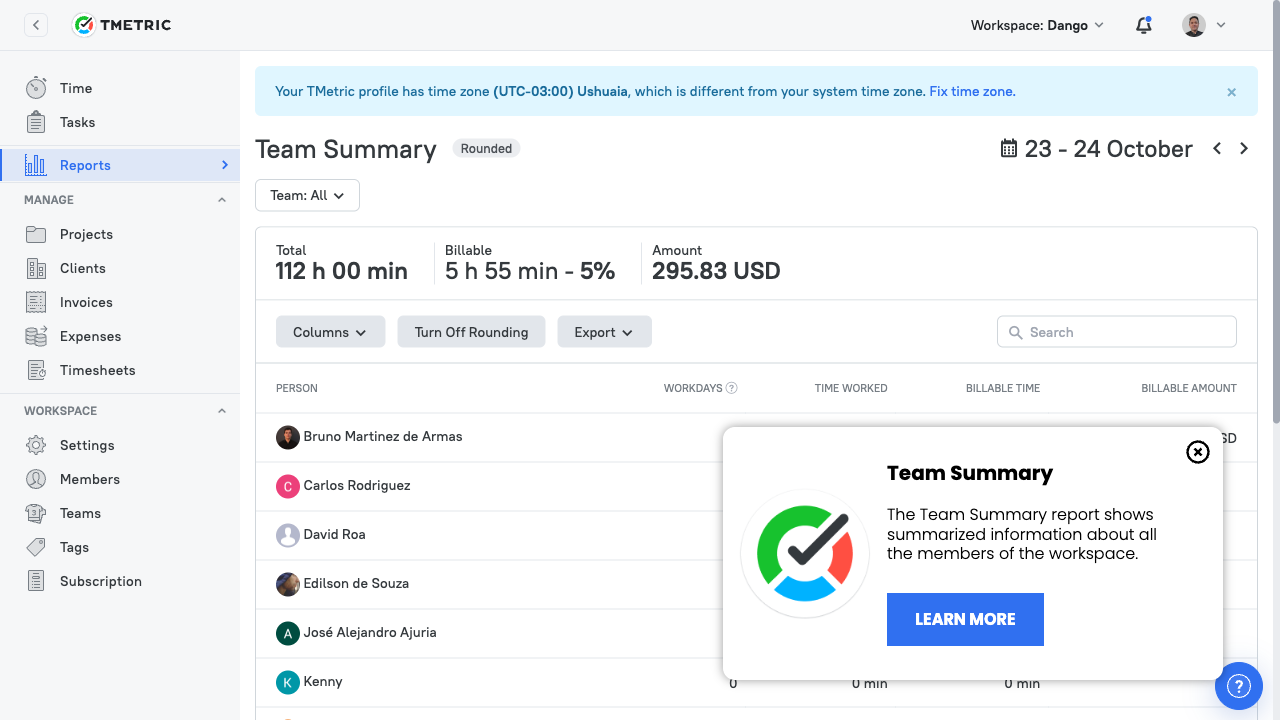 TMETRIC
Workspace: Dango
Time
Tasks
Reports
MANAGE
Projects
Clients
Invoices
Expenses
Timesheets
WORKSPACE
Settings
Members
Teams
Tags
Subscription
Your TMetric profile has time zone (UTC-03:00) Ushuaia, which is different from your system time zone. Fix time zone.
Team Summary
Rounded
23 - 24 October
Team: All
Total
112 h 00 min
Billable
5 h 55 min - 5%
Amount
295.83 USD
Columns
Turn Off Rounding
Export
Search
PERSON
WORKDAYS
TIME WORKED
BILLABLE TIME
BILLABLE AMOUNT
Bruno Martinez de Armas
C Carlos Rodriguez
David Roa
Edilson de Souza
A José Alejandro Ajuria
K Kenny
0
0 min
0 min
Team Summary
The Team Summary report shows
summarized information about all
the members of the workspace.
LEARN MORE